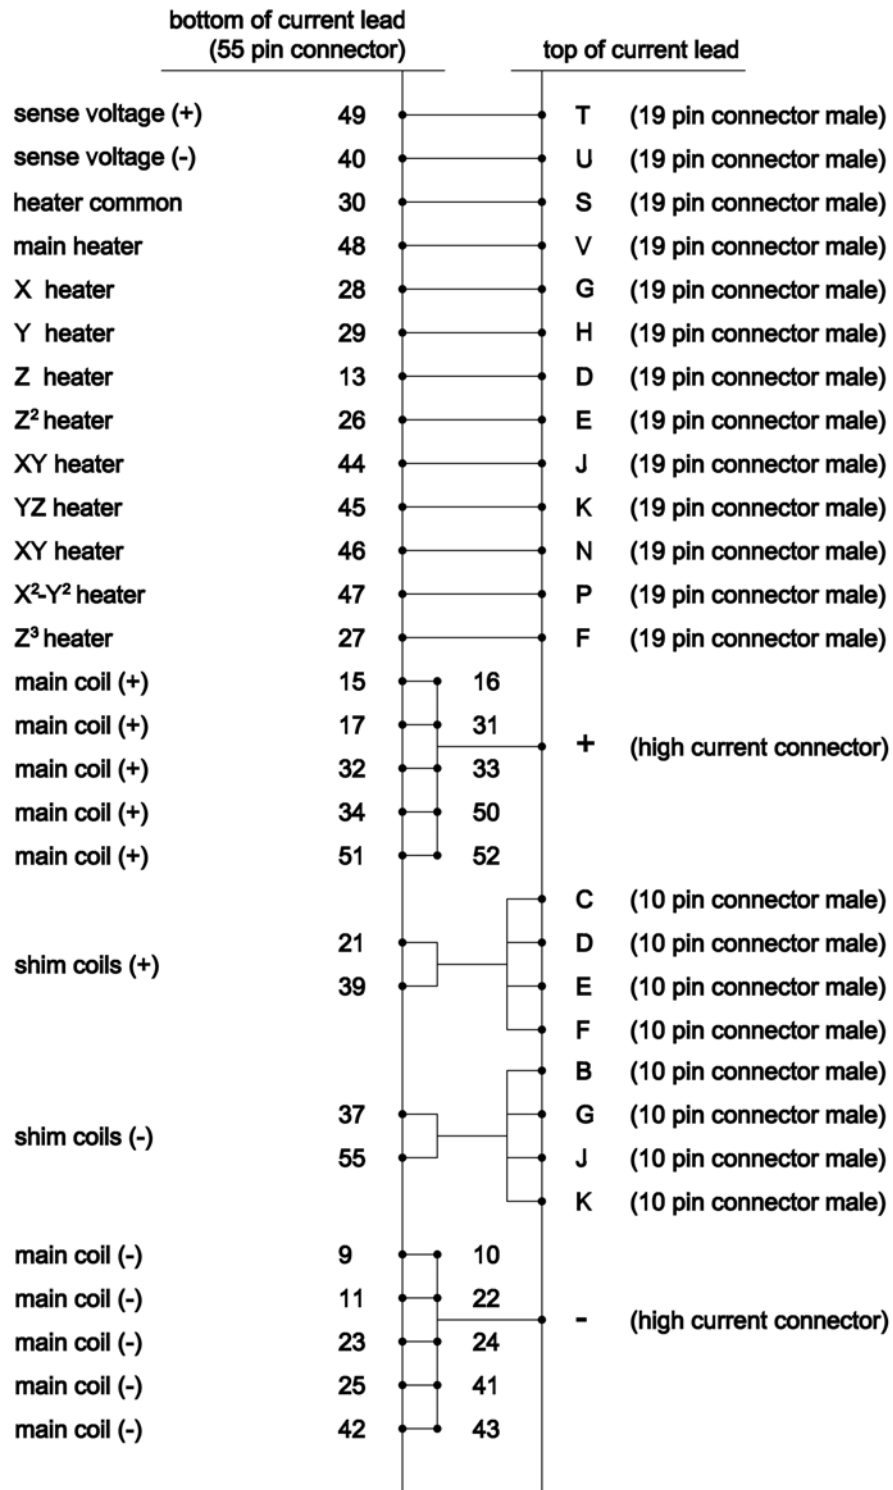 bottom of current lead
(55 pin connector)
top of current lead
sense voltage (+) 49 T (19 pin connector male)
sense voltage (-) 40 U (19 pin connector male)
heater common 30 S (19 pin connector male)
main heater 48 V (19 pin connector male)
X heater 28 G (19 pin connector male)
Y heater 29 H (19 pin connector male)
Z heater 13 D (19 pin connector male)
Z² heater 26 E (19 pin connector male)
XY heater 44 J (19 pin connector male)
YZ heater 45 K (19 pin connector male)
XY heater 46 N (19 pin connector male)
X²-Y² heater 47 P (19 pin connector male)
Z³ heater 27 F (19 pin connector male)
main coil (+) 15 16
main coil (+) 17 31
+ (high current connector)
main coil (+) 32 33
main coil (+) 34 50
main coil (+) 51 52
C (10 pin connector male)
21 D (10 pin connector male)
shim coils (+)
39 E (10 pin connector male)
F (10 pin connector male)
B (10 pin connector male)
37 G (10 pin connector male)
shim coils (-)
55 J (10 pin connector male)
K (10 pin connector male)
main coil (-) 9 10
main coil (-) 11 22
- (high current connector)
main coil (-) 23 24
main coil (-) 25 41
main coil (-) 42 43